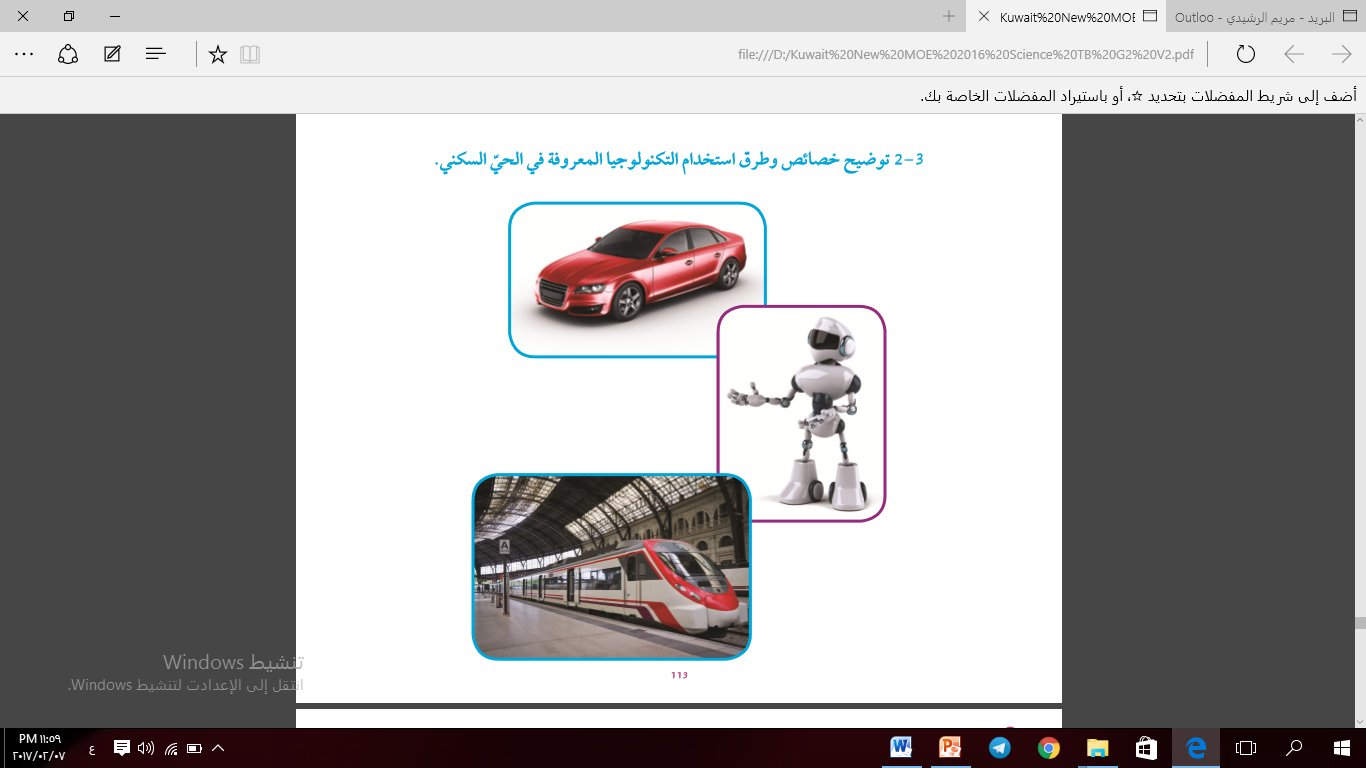 البريد - مريم الرشيدي - Outloo
Kuwait%20New%20MOE
file:///D:/Kuwait%20New%20MOE%202016%20Science%20TB%20G2%20V2.pdf
أضف إلى شريط المفضلات بتحديد ☆، أو باستيراد المفضلات الخاصة بك.
2-3 توضيح خصائص وطرق استخدام التكنولوجيا المعروفة في الحيّ السكني.
A
113
تنشيط Windows
انتقل إلى الإعدادات لتنشيط Windows.
PM ١١:٥٩
ع
٢٠١٧/٠٢/٠٧